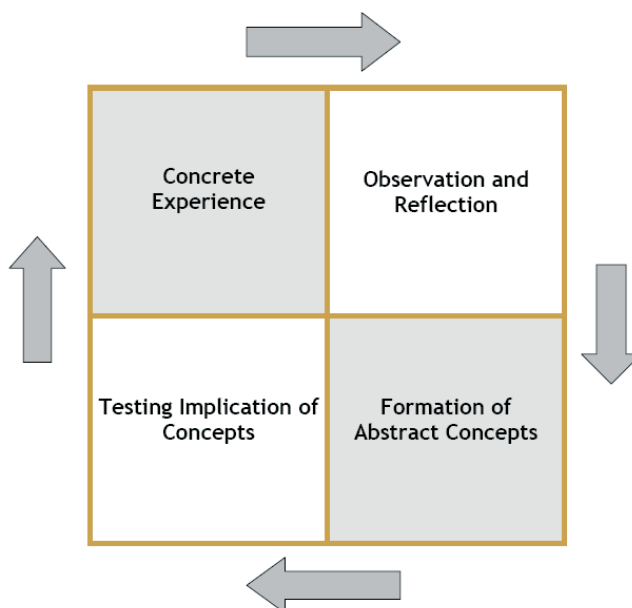 Concrete
Experience
Observation and
Reflection
Testing Implication of
Concepts
Formation of
Abstract Concepts